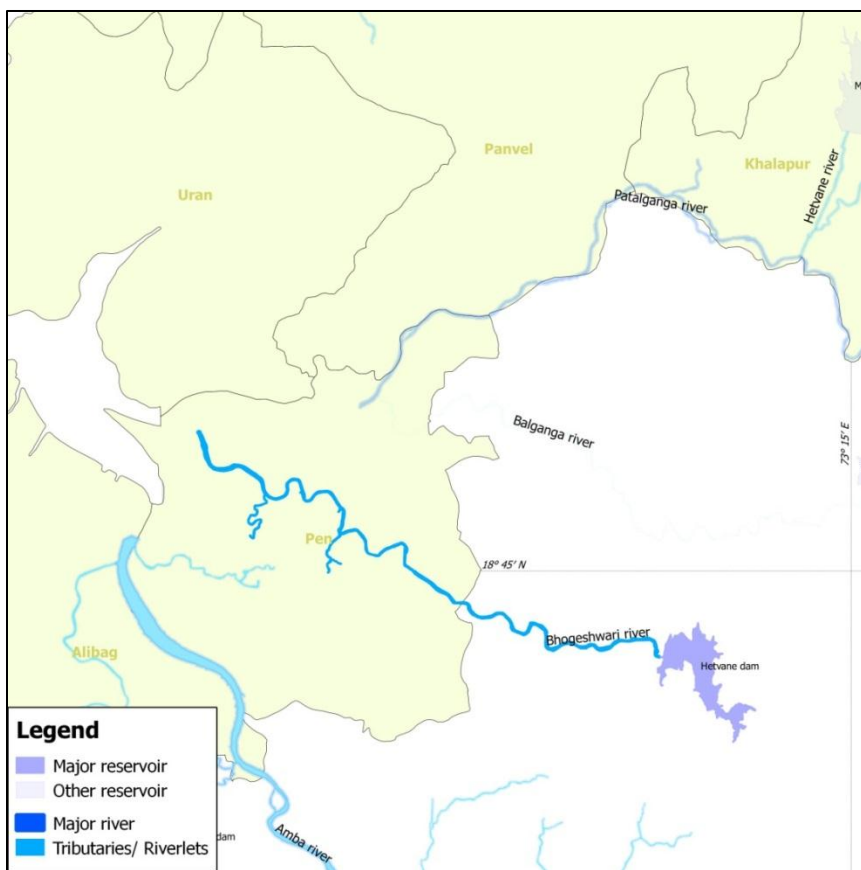 M
Panvel
Khalapur
Uran
Hetvane river
Patalganga river
Balganga river
73° 15' E
Pen
18° 45' N
Bhogeshwari river
Hetvane dam
Alibag
Legend
Major reservoir
Other reservoir
Major river
Tributaries/ Riverlets
dam
Amba river